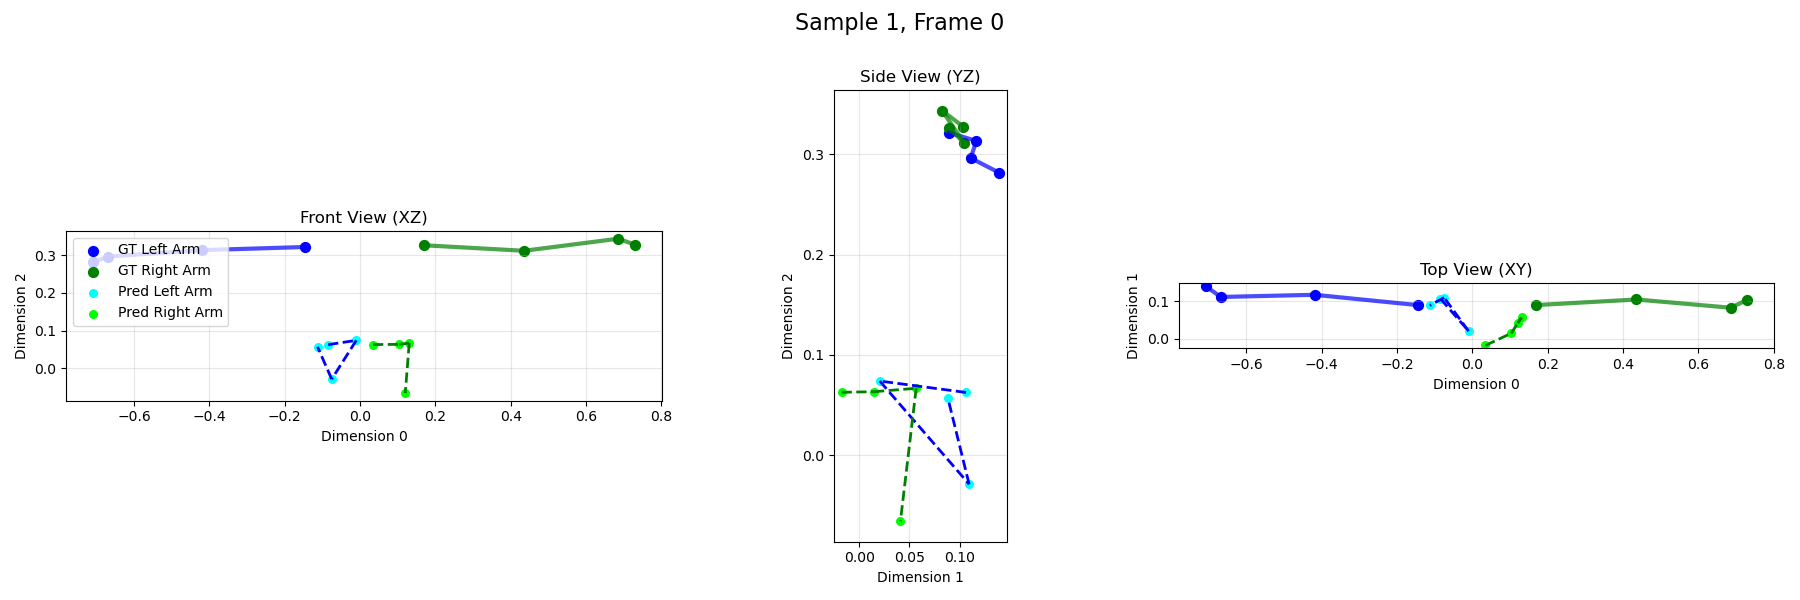 Sample 1, Frame 0
Front View (XZ)
GT Left Arm
GT Right Arm
Pred Left Arm
Pred Right Arm
Dimension 2
0.3
0.2
0.1
0.0
−0.6 −0.4 −0.2 0.0 0.2 0.4 0.6 0.8
Dimension 0
Side View (YZ)
Dimension 2
0.3
0.2
0.1
0.0
0.00 0.05 0.10
Dimension 1
Top View (XY)
Dimension 1
0.1
0.0
−0.6 −0.4 −0.2 0.0 0.2 0.4 0.6 0.8
Dimension 0